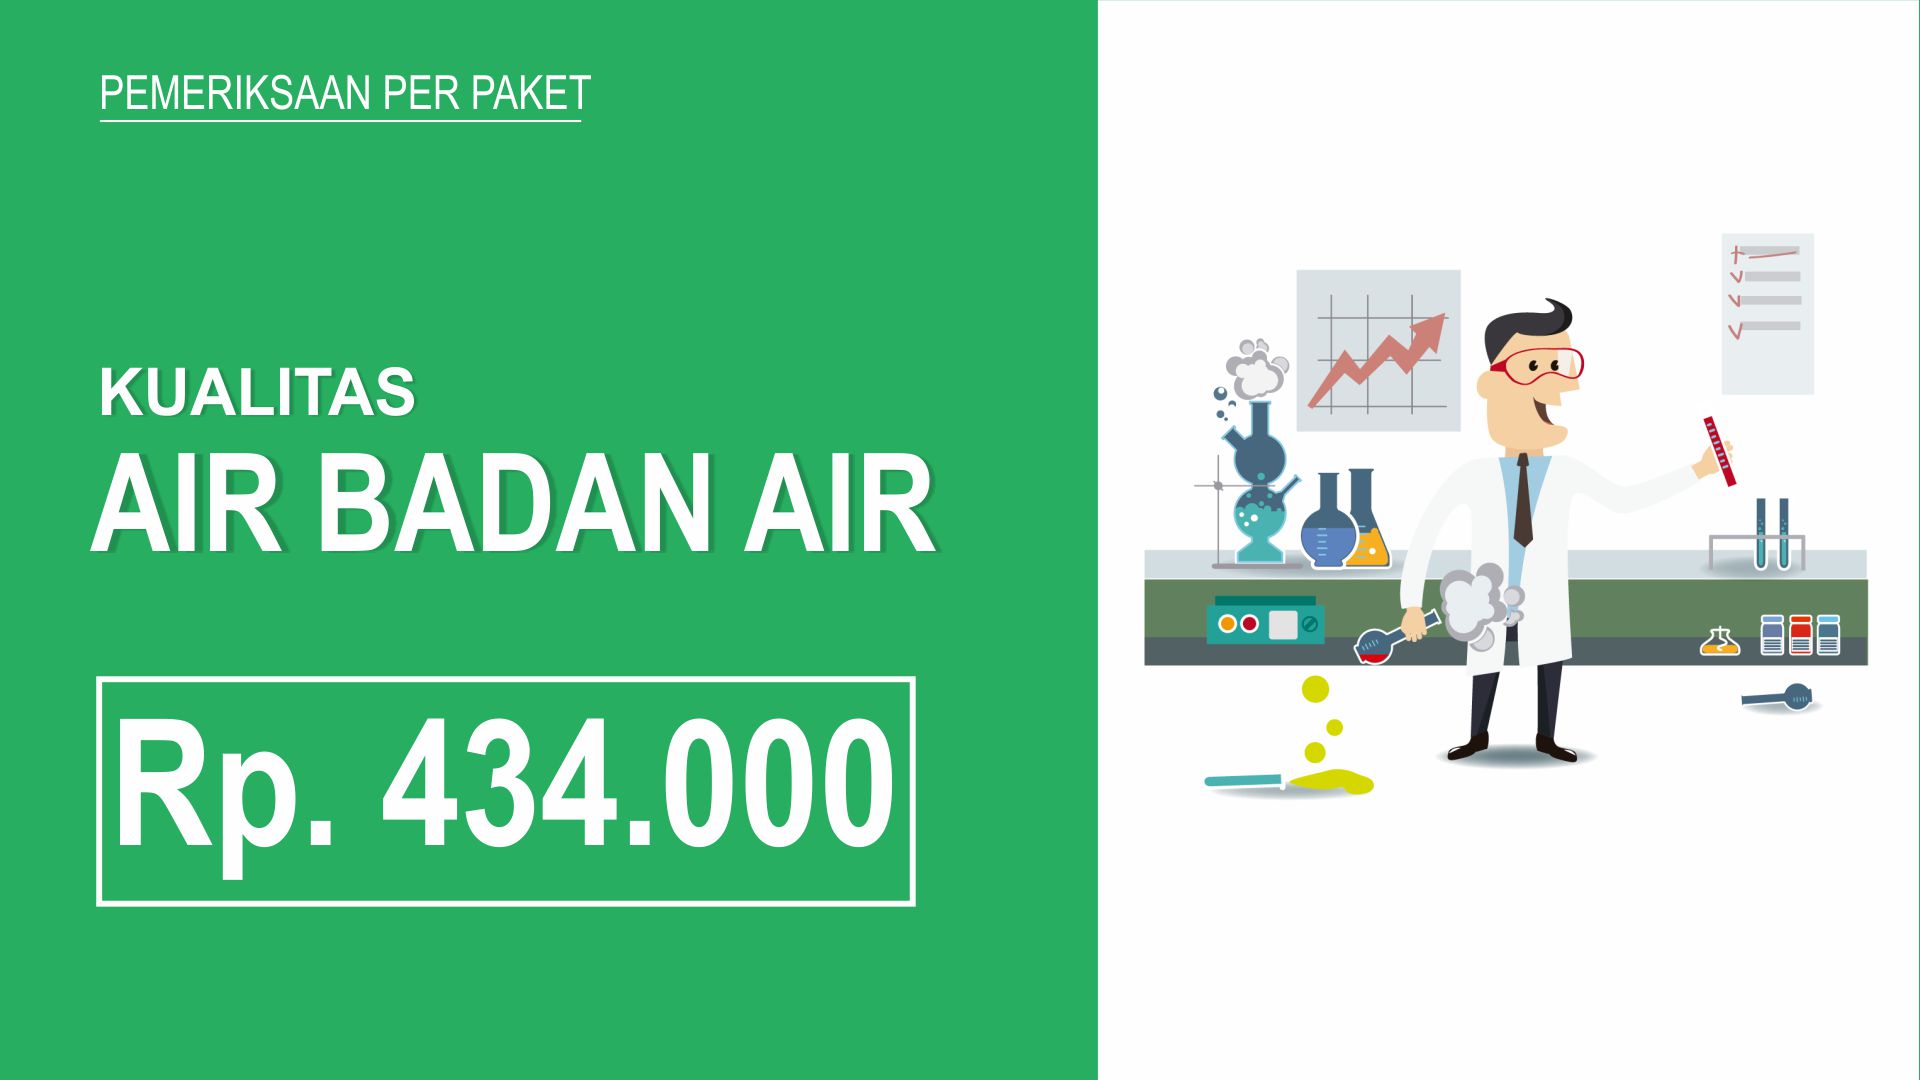 PEMERIKSAAN PER PAKET
KUALITAS
AIR BADAN AIR
Rp. 434.000